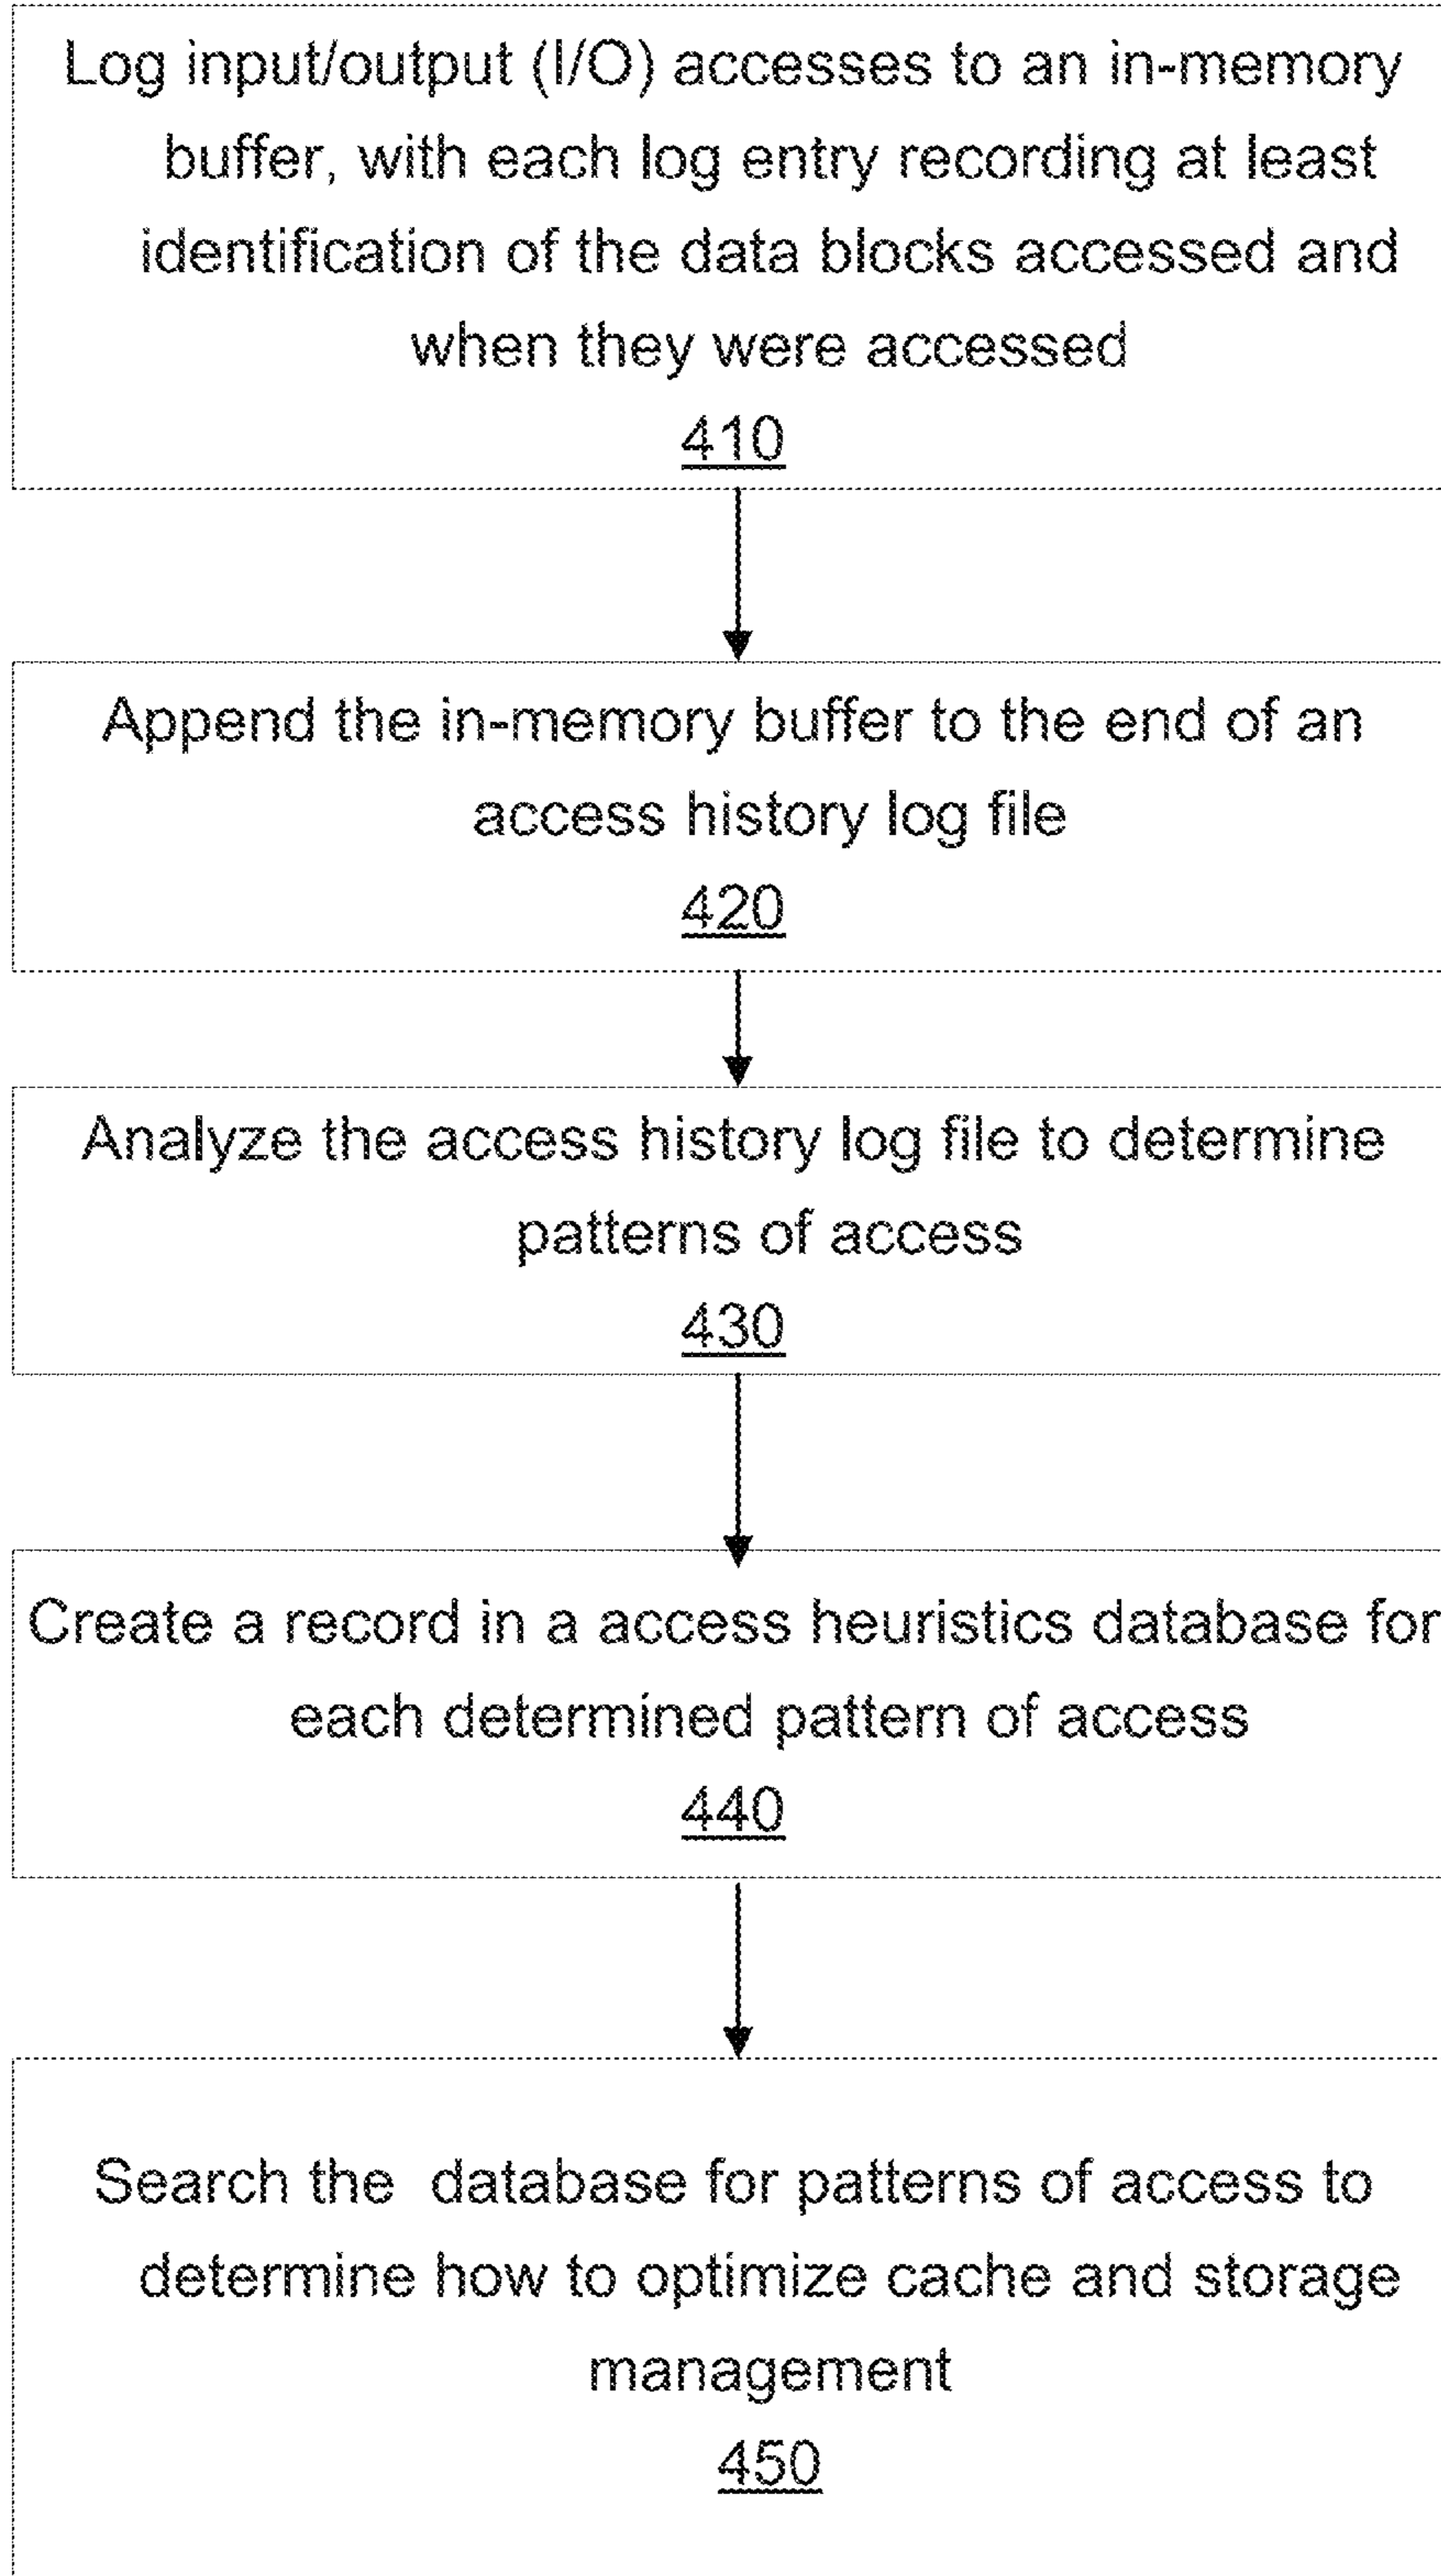 Log input/output (I/O) accesses to an in-memory
buffer, with each log entry recording at least
identification of the data blocks accessed and
when they were accessed
410
Append the in-memory buffer to the end of an
access history log file
420
Analyze the access history log file to determine
patterns of access
430
Create a record in a access heuristics database for
each determined pattern of access
440
Search the database for patterns of access to
determine how to optimize cache and storage
management
450